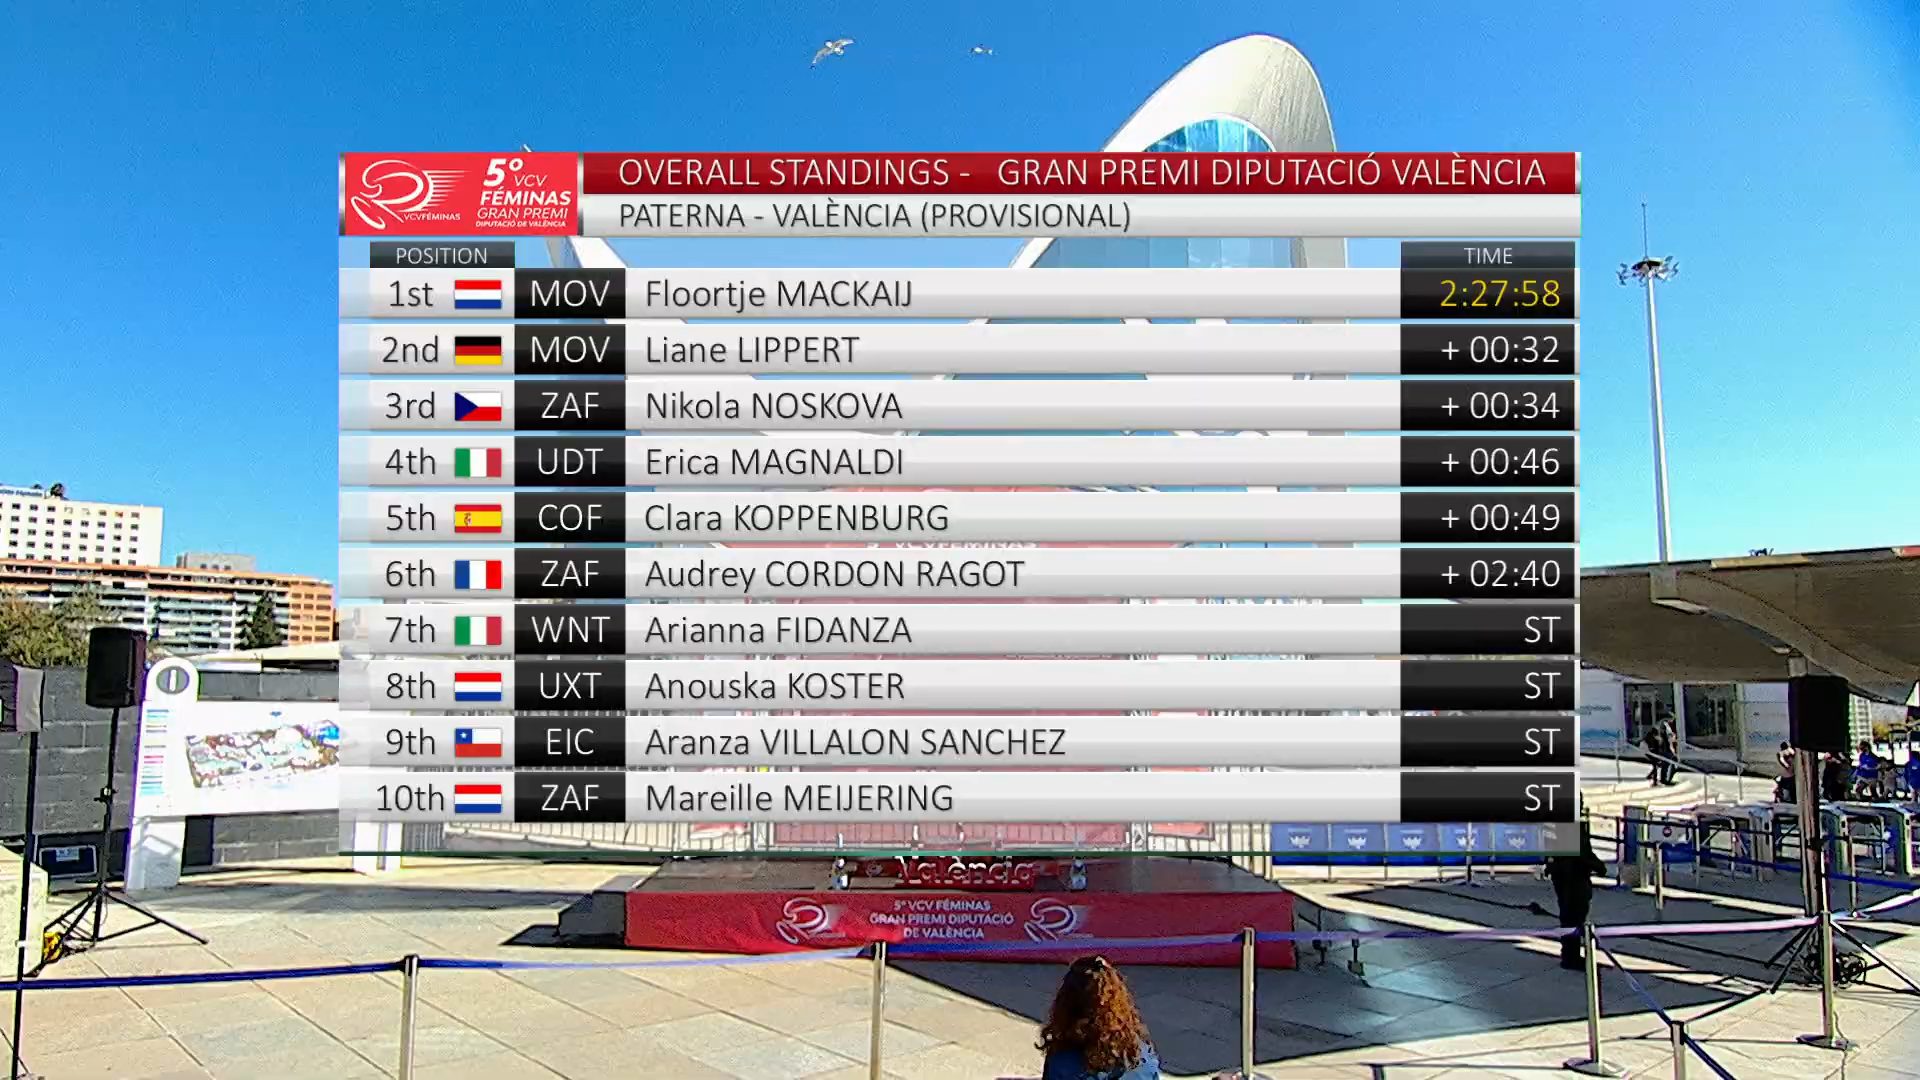 5º VCV
FÉMINAS
GRAN PREMI
DIPUTACIÓ DE VALÈNCIA
VCVFÉMINAS
OVERALL STANDINGS - GRAN PREMI DIPUTACIÓ VALÈNCIA
PATERNA - VALÈNCIA (PROVISIONAL)
POSITION TIME
1st MOV Floortje MACKAIJ 2:27:58
2nd MOV Liane LIPPERT + 00:32
3rd ZAF Nikola NOSKOVA + 00:34
4th UDT Erica MAGNALDI + 00:46
5th COF Clara KOPPENBURG + 00:49
6th ZAF Audrey CORDON RAGOT + 02:40
7th WNT Arianna FIDANZA ST
8th UXT Anouska KOSTER ST
9th EIC Aranza VILLALON SANCHEZ ST
10th ZAF Mareille MEIJERING ST
València
5º VCV FÉMINAS
GRAN PREMI DIPUTACIÓ
DE VALÈNCIA